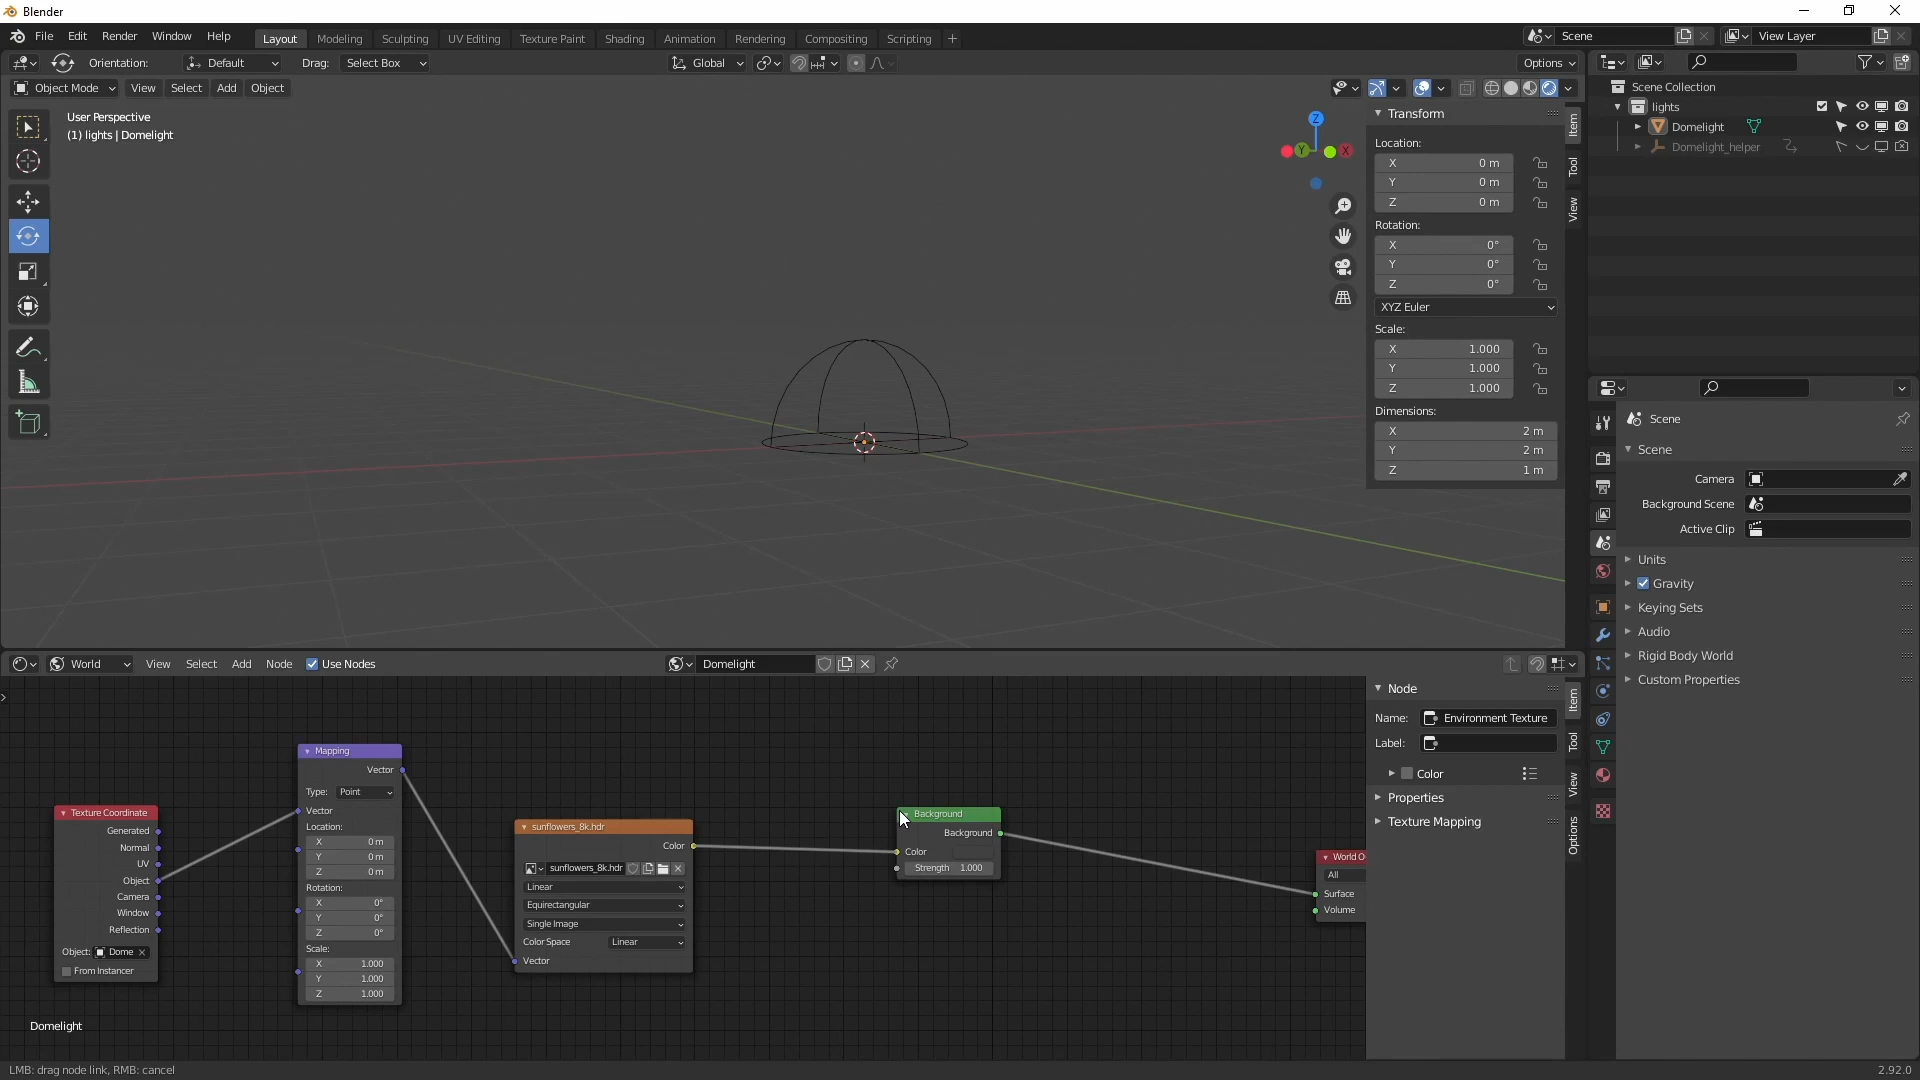 Blender
File Edit Render Window Help Layout Modeling Sculpting UV Editing Texture Paint Shading Animation Rendering Compositing Scripting + Scene View Layer
Orientation: Default Drag: Select Box Global Options
Object Mode View Select Add Object
User Perspective
(1) lights | Domelight
Z
Y
X
Transform
Location:
X 0 m
Y 0 m
Z 0 m
Rotation:
X 0°
Y 0°
Z 0°
XYZ Euler
Scale:
X 1.000
Y 1.000
Z 1.000
Dimensions:
X 2 m
Y 2 m
Z 1 m
Item
Tool
View
Scene Collection
lights
Domelight
Domelight_helper
Scene
Scene
Camera
Background Scene
Active Clip
Units
Gravity
Keying Sets
Audio
Rigid Body World
Custom Properties
World View Select Add Node Use Nodes Domelight
Texture Coordinate
Generated
Normal
UV
Object
Camera
Window
Reflection
Object: Dome
From Instancer
Mapping
Vector
Type: Point
Vector
Location:
X 0 m
Y 0 m
Z 0 m
Rotation:
X 0°
Y 0°
Z 0°
Scale:
X 1.000
Y 1.000
Z 1.000
sunflowers_8k.hdr
Color
sunflowers_8k.hdr
Linear
Equirectangular
Single Image
Color Space Linear
Vector
Background
Background
Color
Strength 1.000
World O
All
Surface
Volume
Node
Name: Environment Texture
Label:
Color
Properties
Texture Mapping
Item
Tool
View
Options
Domelight
LMB: drag node link, RMB: cancel
2.92.0